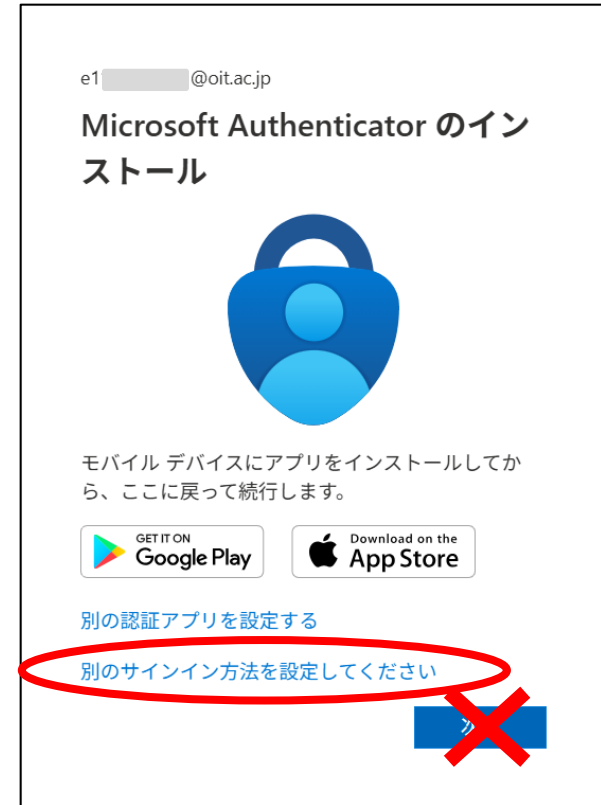 e1 @oit.ac.jp
Microsoft Authenticator のイン
ストール
モバイル デバイスにアプリをインストールしてか
ら、ここに戻って続行します。
GET IT ON
Google Play
Download on the
App Store
別の認証アプリを設定する
別のサインイン方法を設定してください